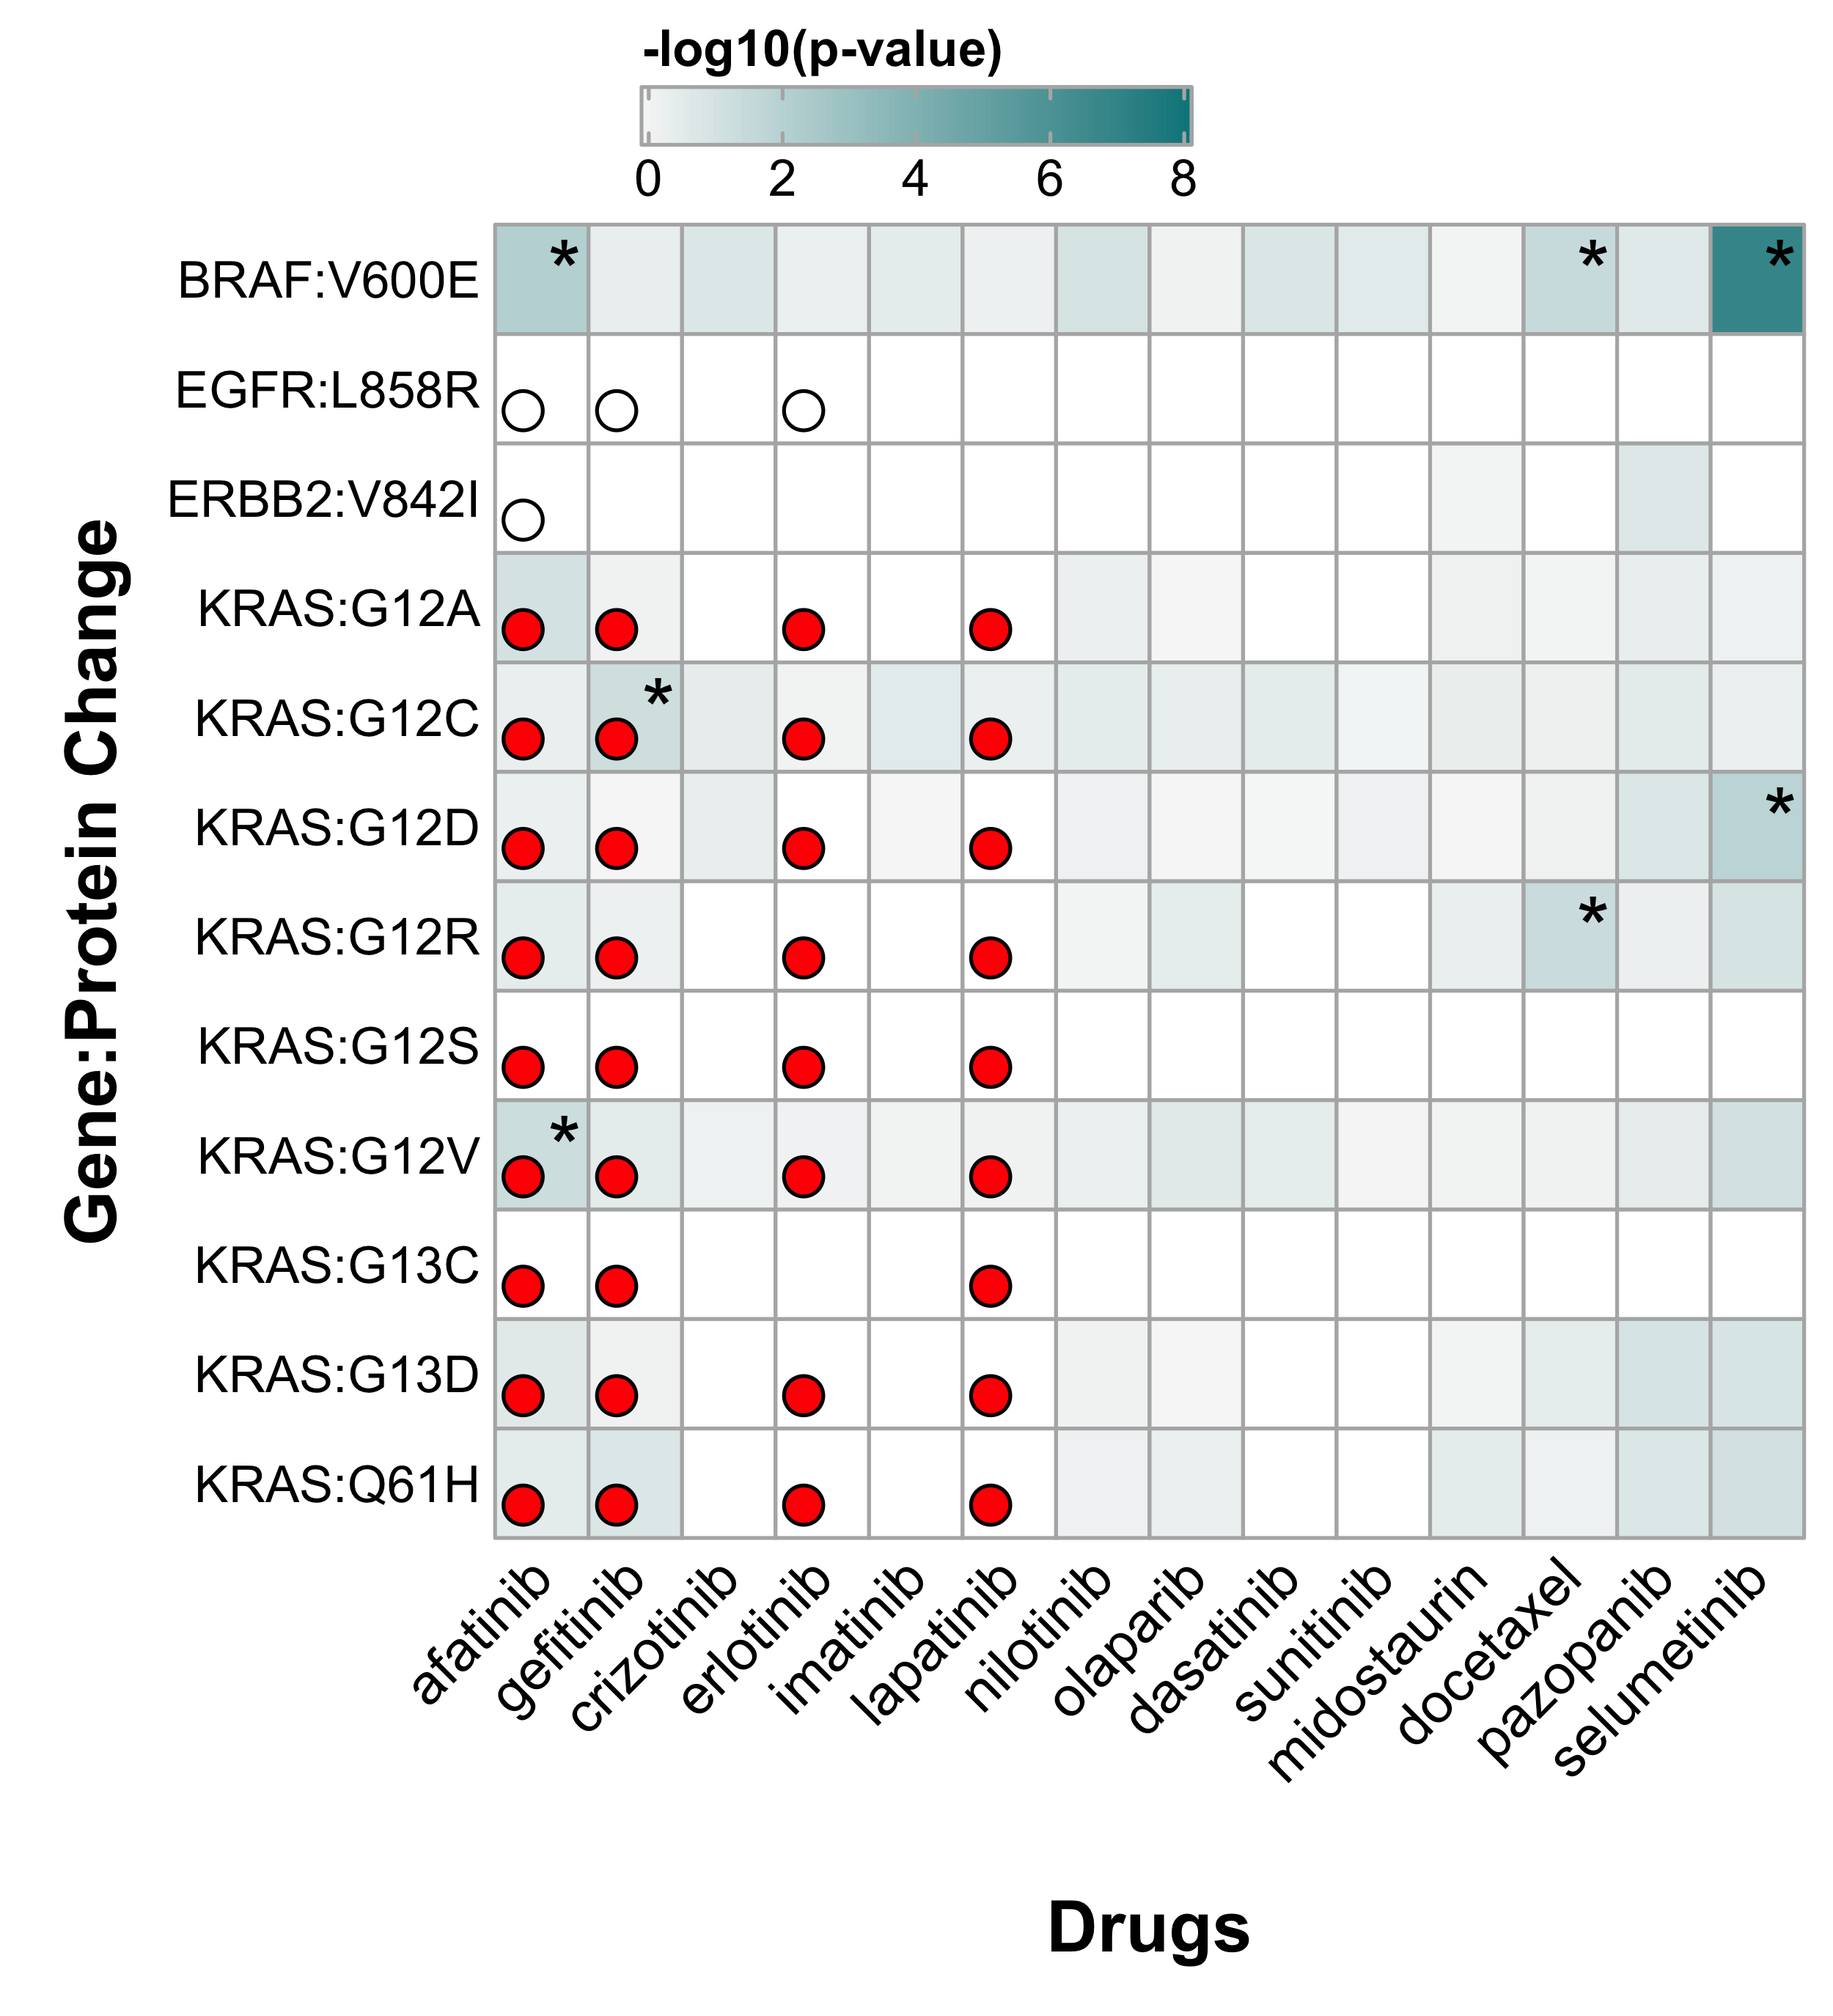 -log10(p-value)
0 2 4 6 8
Gene:Protein Change
BRAF:V600E * * *
EGFR:L858R
ERBB2:V842I
KRAS:G12A
KRAS:G12C *
KRAS:G12D *
KRAS:G12R *
KRAS:G12S
KRAS:G12V *
KRAS:G13C
KRAS:G13D
KRAS:Q61H
afatinib
gefitinib
crizotinib
erlotinib
imatinib
lapatinib
nilotinib
olaparib
dasatinib
sunitinib
midostaurin
docetaxel
pazopanib
selumetinib
Drugs